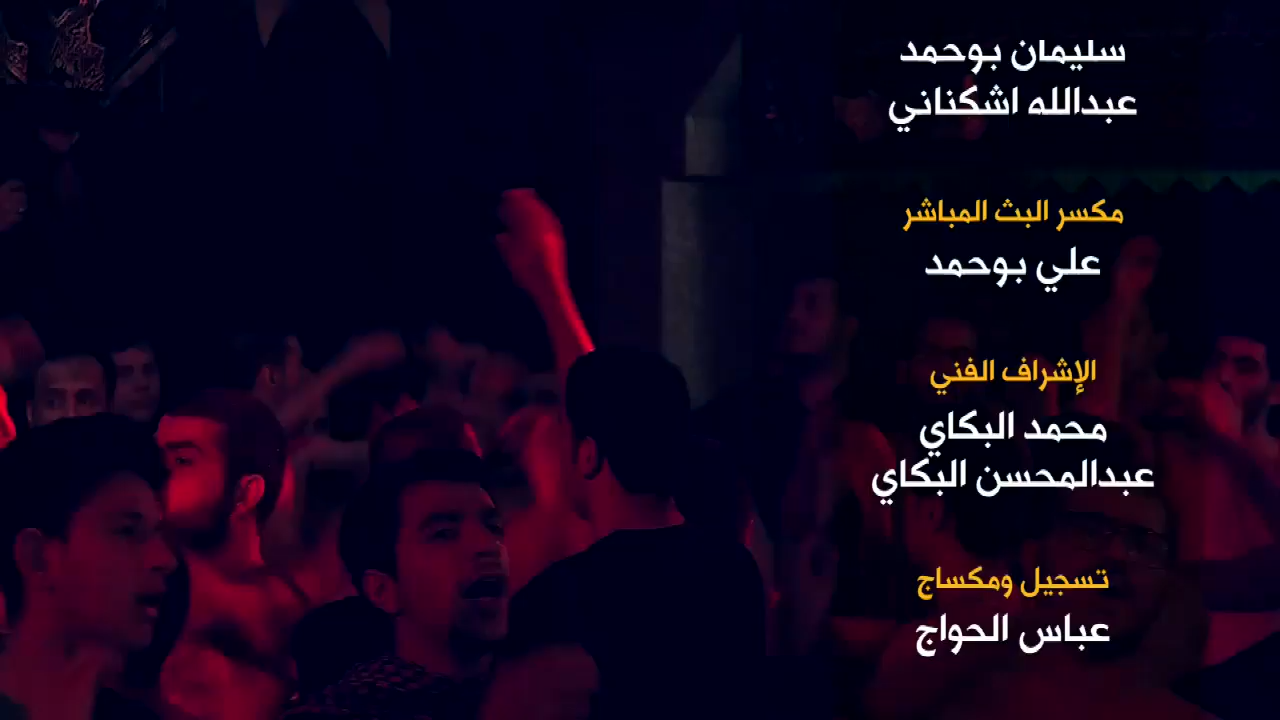 سليمان بوحمد
عبدالله اشكناني
مكسر البث المباشر
علي بوحمد
الإشراف الفني
محمد البكاي
عبدالمحسن البكاي
تسجيل ومكساج
عباس الحواج